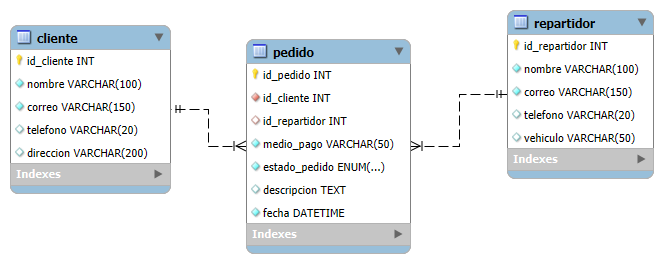 cliente
id_cliente INT
nombre VARCHAR(100)
correo VARCHAR(150)
telefono VARCHAR(20)
direccion VARCHAR(200)
Indexes
pedido
id_pedido INT
id_cliente INT
id_repartidor INT
medio_pago VARCHAR(50)
estado_pedido ENUM(...)
descripcion TEXT
fecha DATETIME
Indexes
repartidor
id_repartidor INT
nombre VARCHAR(100)
correo VARCHAR(150)
telefono VARCHAR(20)
vehiculo VARCHAR(50)
Indexes